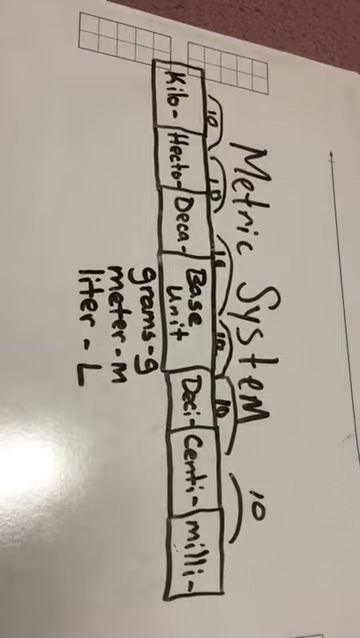 Metric System
10 10 10 10 10 10
Kilo- Hecto- Deca- Base Unit Deci- Centi- milli-
grams-g
meter-m
liter-L